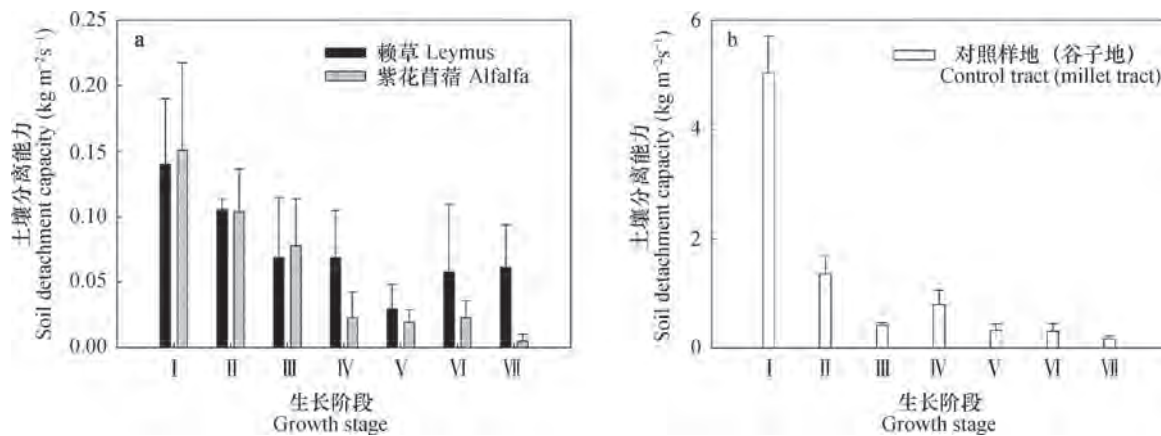 a
赖草 Leymus
紫花苜蓿 Alfalfa
土壤分离能力
Soil detachment capacity (kg m⁻²s⁻¹)
0.25
0.20
0.15
0.10
0.05
0.00
Ⅰ Ⅱ Ⅲ Ⅳ Ⅴ Ⅵ Ⅶ
生长阶段
Growth stage
b
对照样地（谷子地）
Control tract (millet tract)
土壤分离能力
Soil detachment capacity (kg m⁻²s⁻¹)
6
4
2
0
Ⅰ Ⅱ Ⅲ Ⅳ Ⅴ Ⅵ Ⅶ
生长阶段
Growth stage